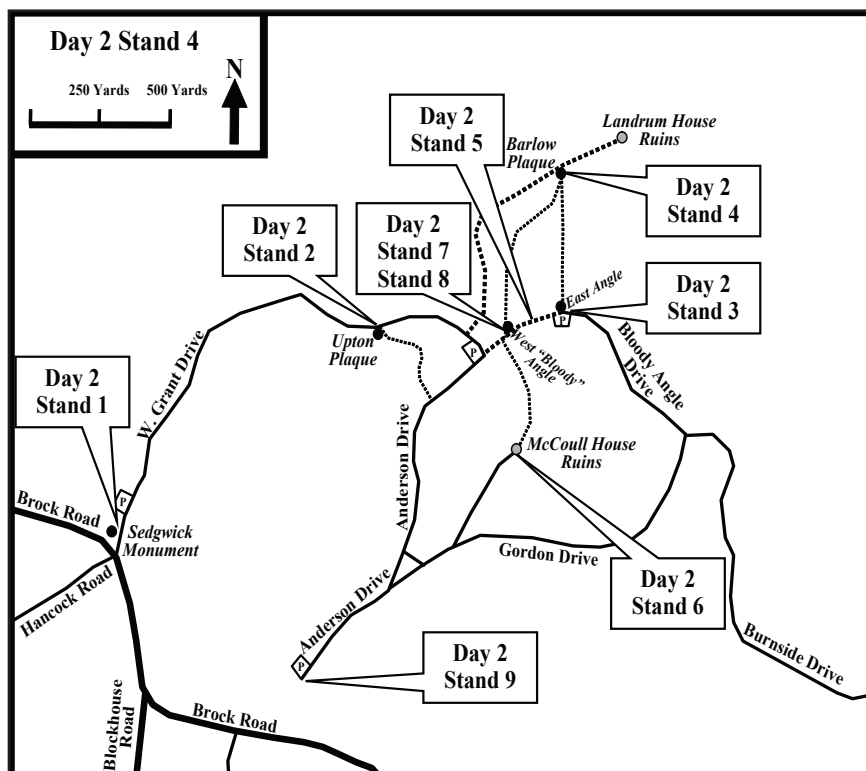 Day 2 Stand 4
250 Yards
500 Yards
N
Landrum House
Ruins
Day 2
Stand 5
Barlow
Plaque
Day 2
Stand 4
Day 2
Stand 2
Day 2
Stand 7
Stand 8
East Angle
P
Day 2
Stand 3
Upton
Plaque
P
West "Bloody"
Angle
Bloody Angle
Drive
W. Grant Drive
Day 2
Stand 1
P
Anderson Drive
McCoull House
Ruins
Brock Road
Sedgwick
Monument
Hancock Road
Gordon Drive
Day 2
Stand 6
Anderson Drive
P
Day 2
Stand 9
Burnside Drive
Blockhouse
Road
Brock Road